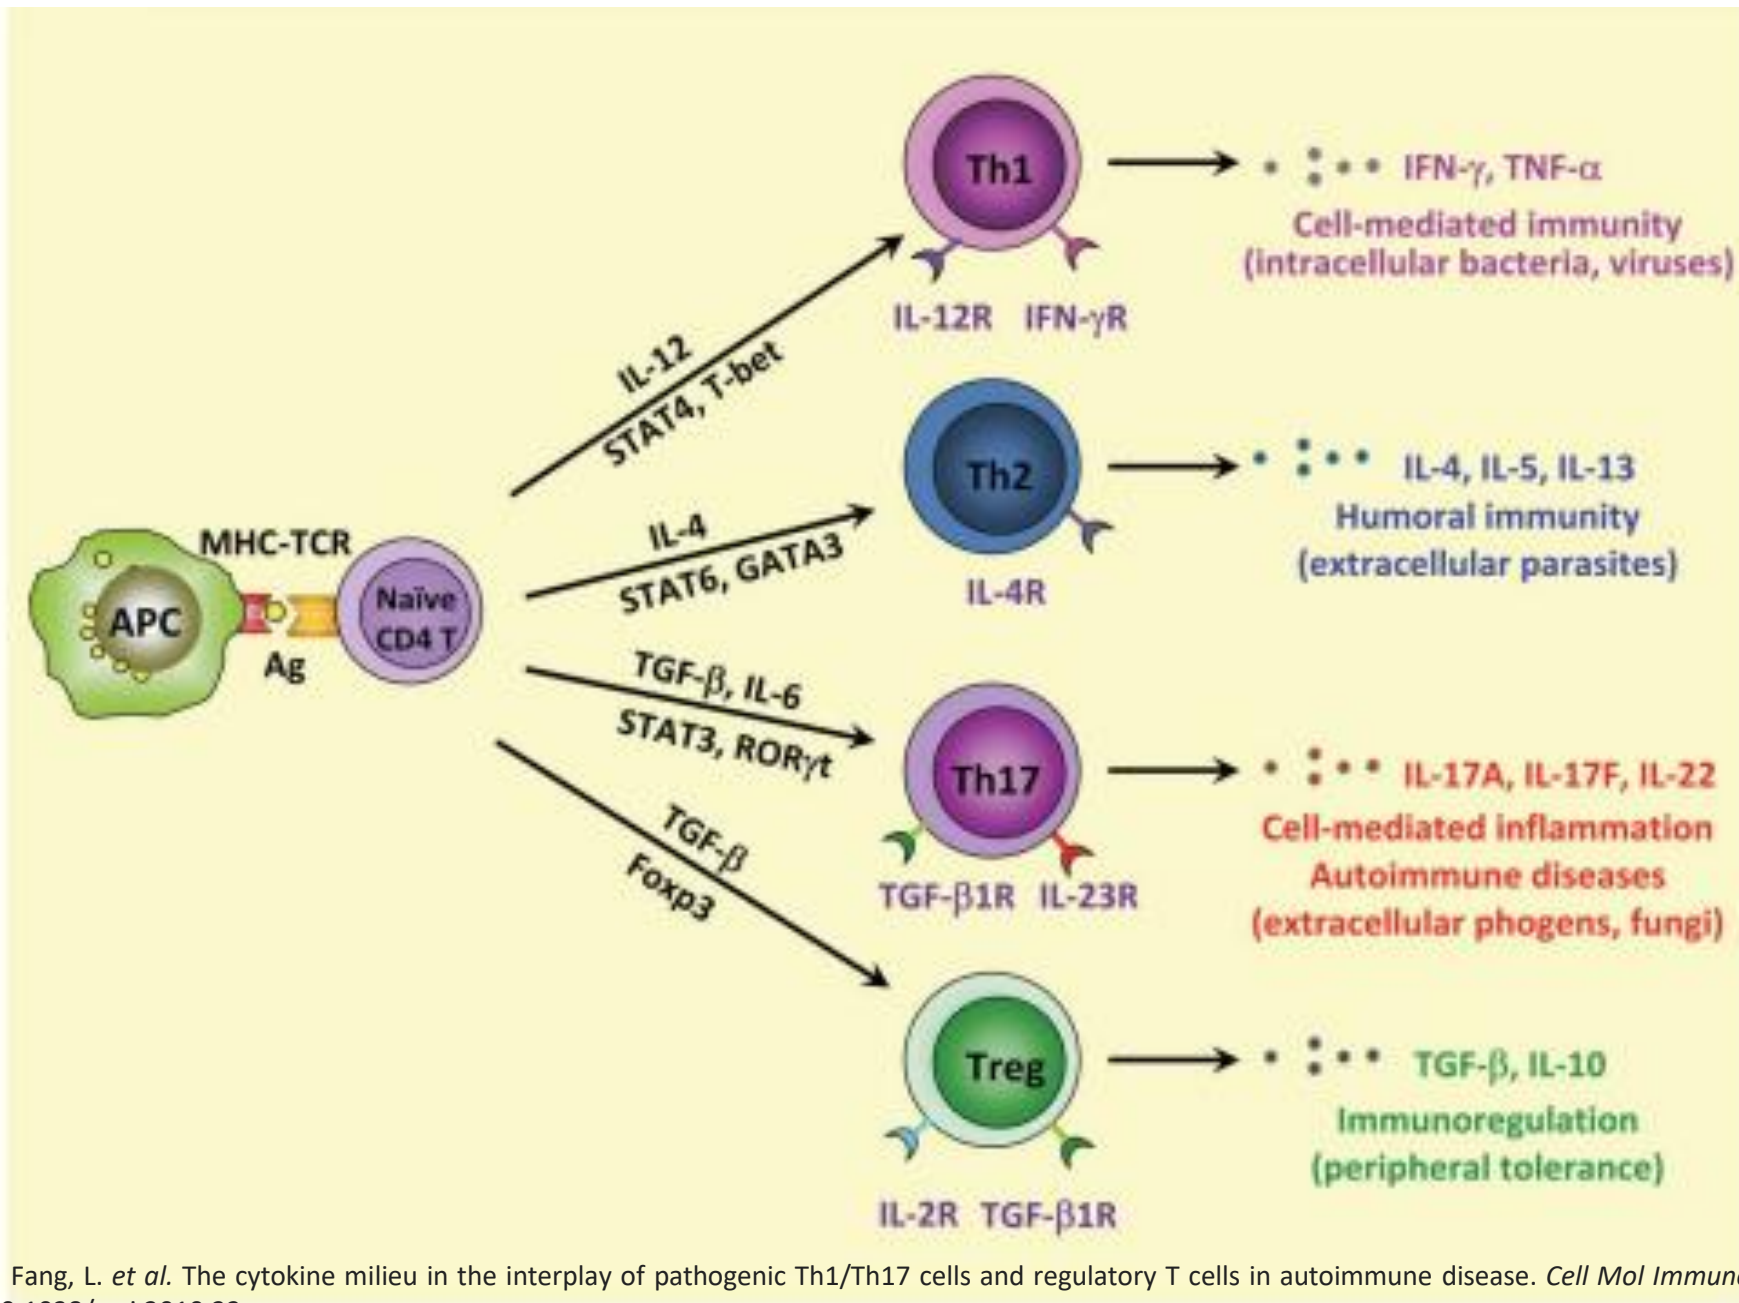 Th1
IFN-γ, TNF-α
Cell-mediated immunity
(intracellular bacteria, viruses)
IL-12R IFN-γR
IL-12
STAT4, T-bet
Th2
IL-4, IL-5, IL-13
Humoral immunity
(extracellular parasites)
IL-4R
IL-4
STAT6, GATA3
MHC-TCR
APC
Naïve
CD4 T
Ag
TGF-β, IL-6
STAT3, RORγt
Th17
IL-17A, IL-17F, IL-22
Cell-mediated inflammation
Autoimmune diseases
(extracellular phogens, fungi)
TGF-β1R IL-23R
TGF-β
Foxp3
Treg
TGF-β, IL-10
Immunoregulation
(peripheral tolerance)
IL-2R TGF-β1R
Fang, L. et al. The cytokine milieu in the interplay of pathogenic Th1/Th17 cells and regulatory T cells in autoimmune disease. Cell Mol Immun